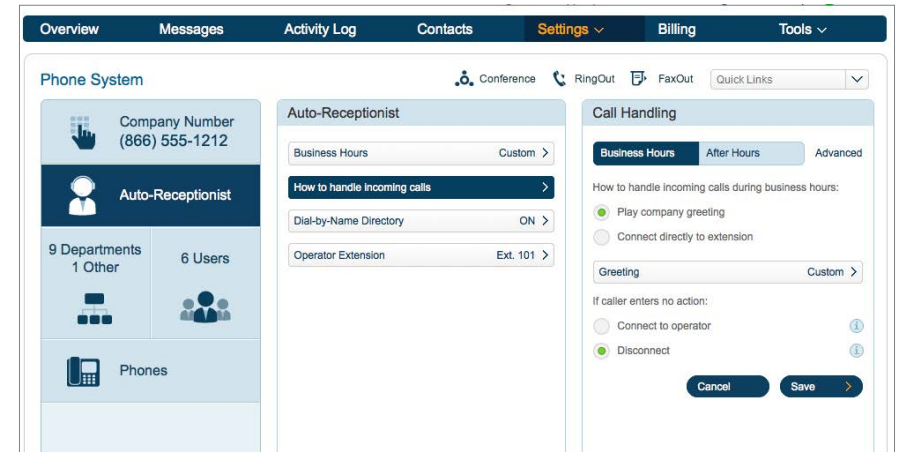 Overview Messages Activity Log Contacts Settings Billing Tools
Phone System
Conference RingOut FaxOut Quick Links
Company Number
(866) 555-1212
Auto-Receptionist
9 Departments
1 Other
6 Users
Phones
Auto-Receptionist
Business Hours Custom >
How to handle incoming calls >
Dial-by-Name Directory ON >
Operator Extension Ext. 101 >
Call Handling
Business Hours After Hours Advanced
How to handle incoming calls during business hours:
Play company greeting
Connect directly to extension
Greeting Custom >
If caller enters no action:
Connect to operator
Disconnect
Cancel Save >